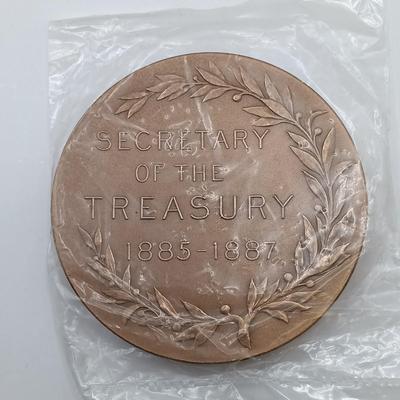 SECRETARY
OF THE
TREASURY
1885-1887